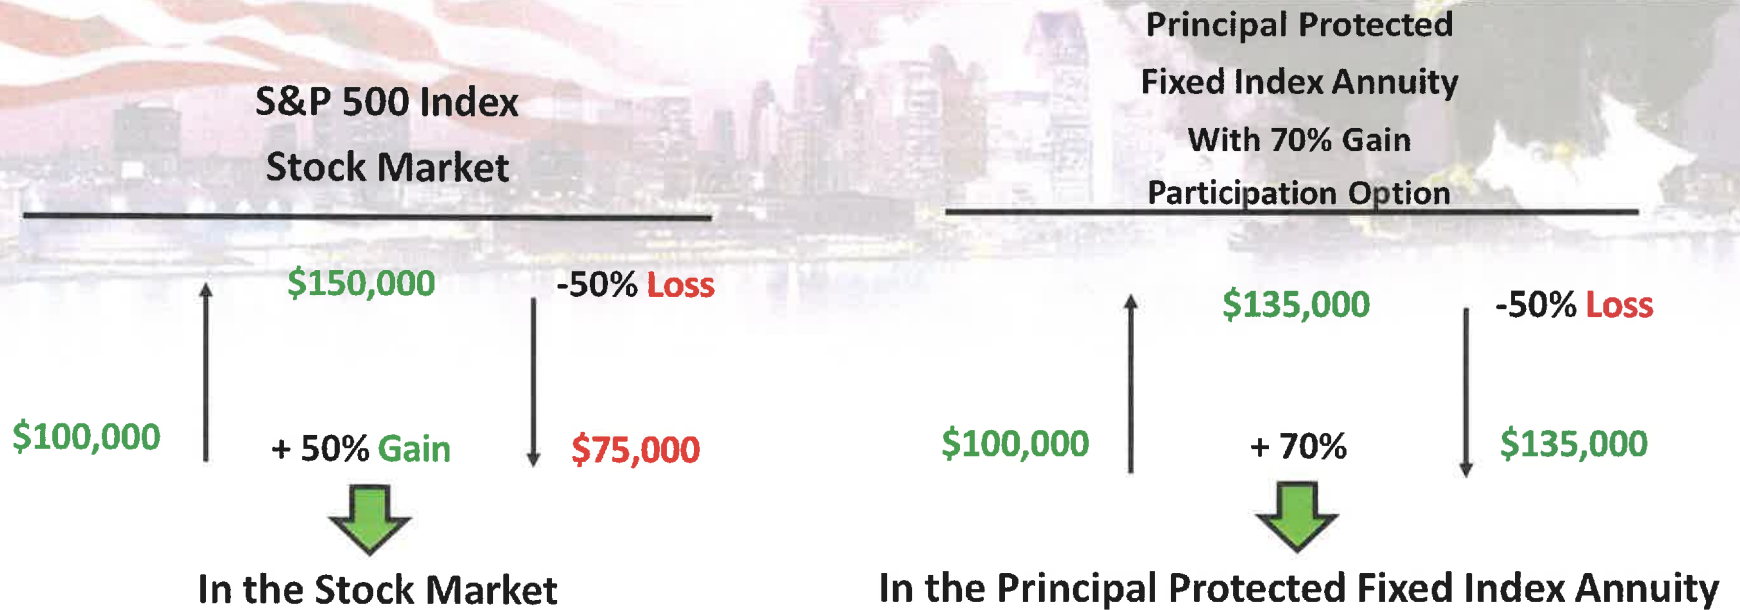 S&P 500 Index
Stock Market
$150,000
-50% Loss
$100,000
+ 50% Gain
$75,000
In the Stock Market
Principal Protected
Fixed Index Annuity
With 70% Gain
Participation Option
$135,000
-50% Loss
$100,000
+ 70%
$135,000
In the Principal Protected Fixed Index Annuity